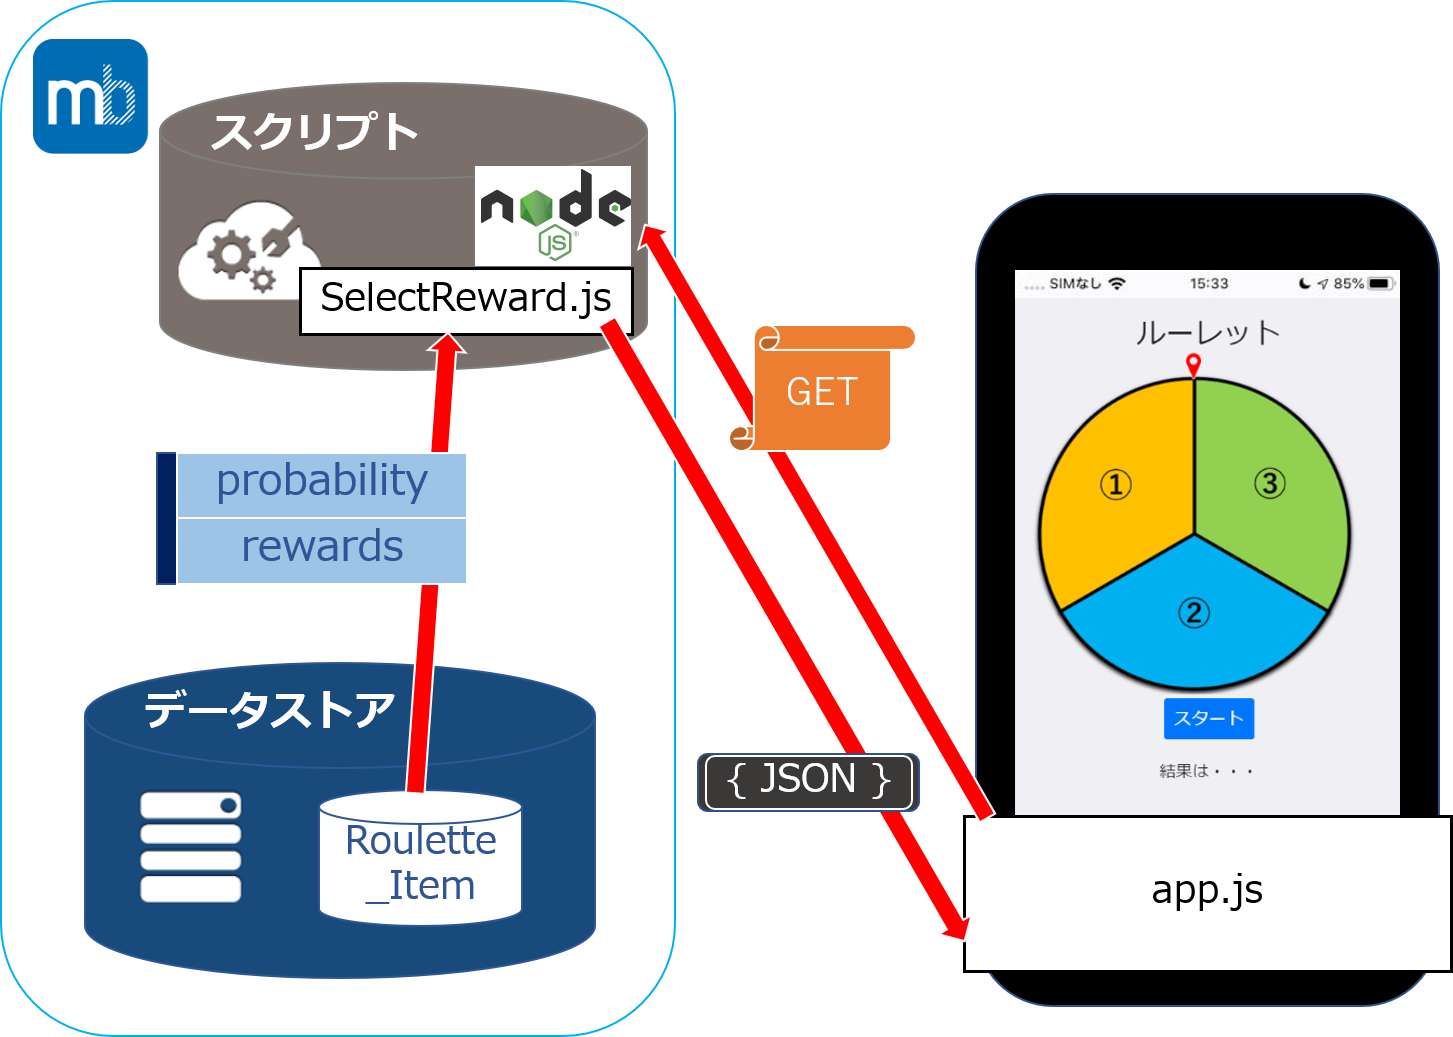 mb
スクリプト
node
JS
SelectReward.js
probability
rewards
データストア
Roulette
_Item
GET
{ JSON }
SIMなし
15:33
85%
ルーレット
①
③
②
スタート
結果は・・・
app.js